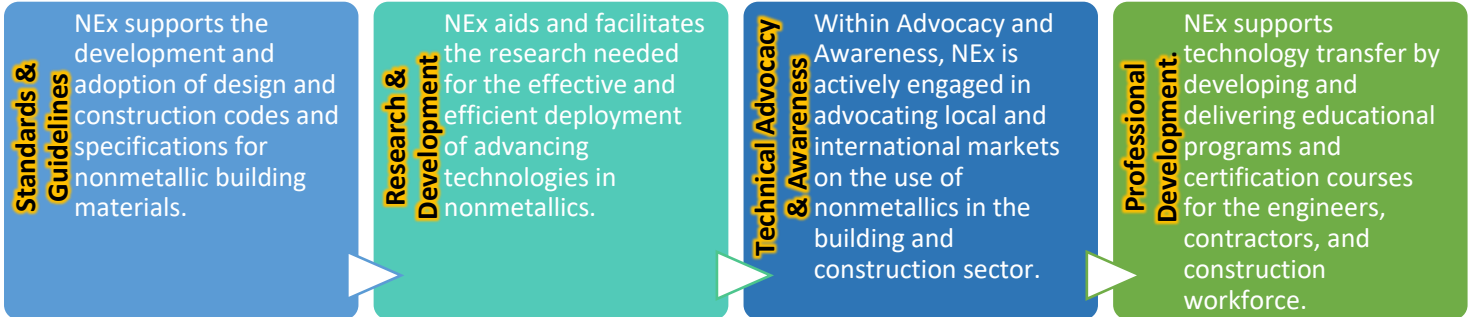 Standards &
Guidelines
NEx supports the
development and
adoption of design and
construction codes and
specifications for
nonmetallic building
materials.
Research &
Development
NEx aids and facilitates
the research needed
for the effective and
efficient deployment
of advancing
technologies in
nonmetallics.
Technical Advocacy
& Awareness
Within Advocacy and
Awareness, NEx is
actively engaged in
advocating local and
international markets
on the use of
nonmetallics in the
building and
construction sector.
Professional
Development.
NEx supports
technology transfer by
developing and
delivering educational
programs and
certification courses
for the engineers,
contractors, and
construction
workforce.